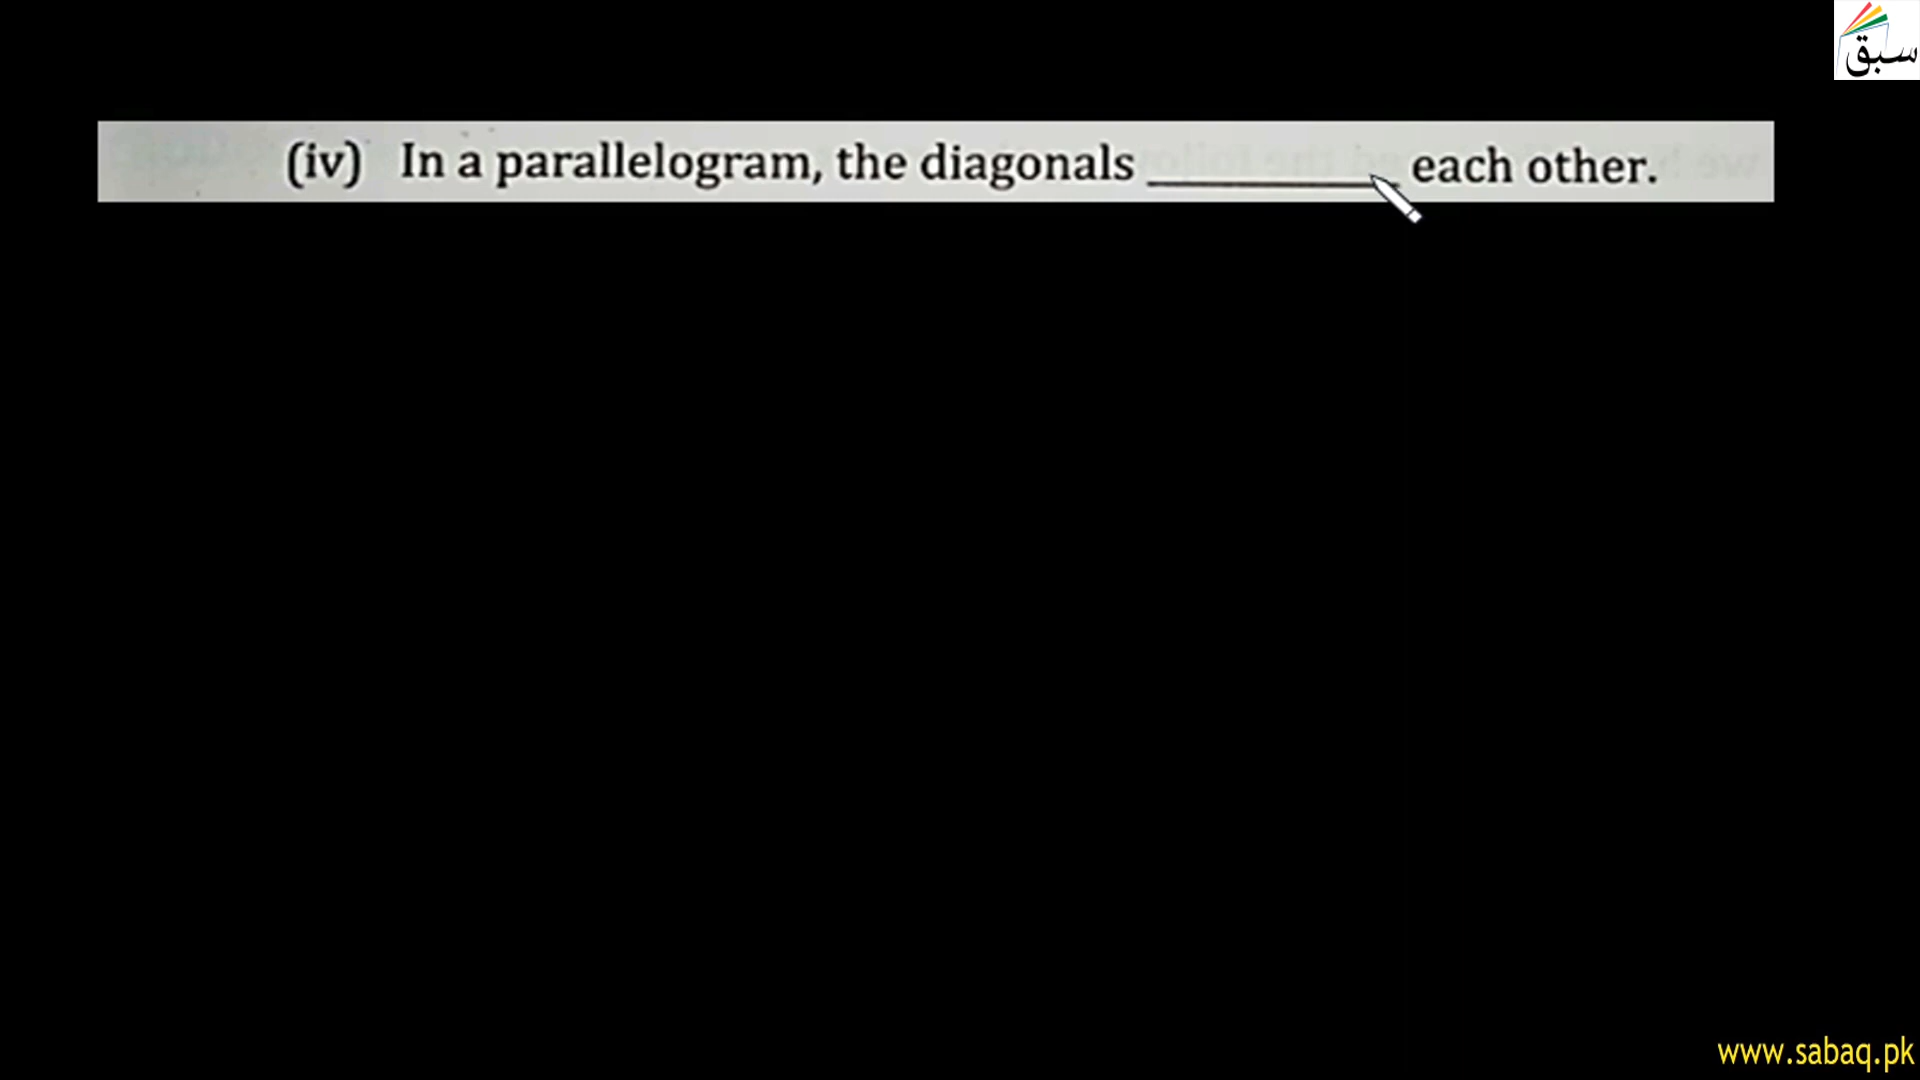 سبق
(iv) In a parallelogram, the diagonals __________ each other.
www.sabaq.pk